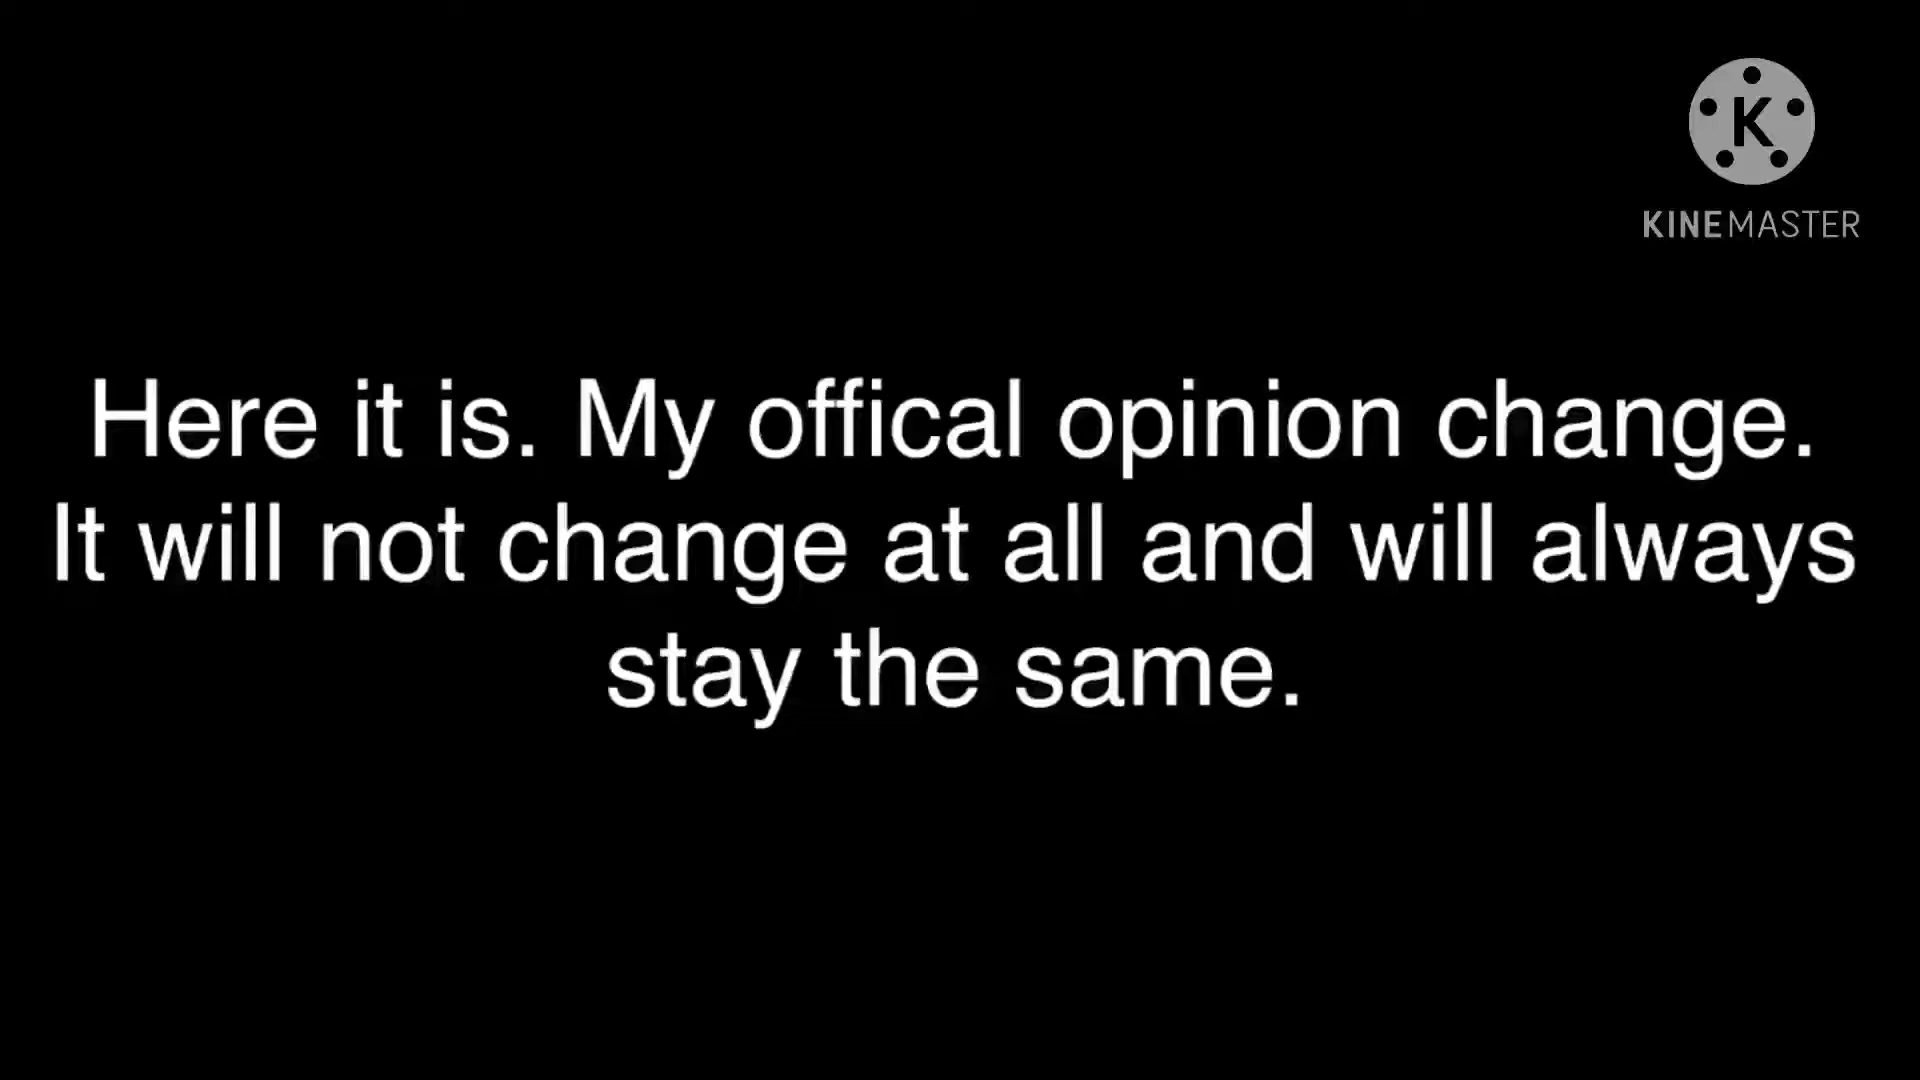 K
KINEMASTER
Here it is. My offical opinion change.
It will not change at all and will always
stay the same.